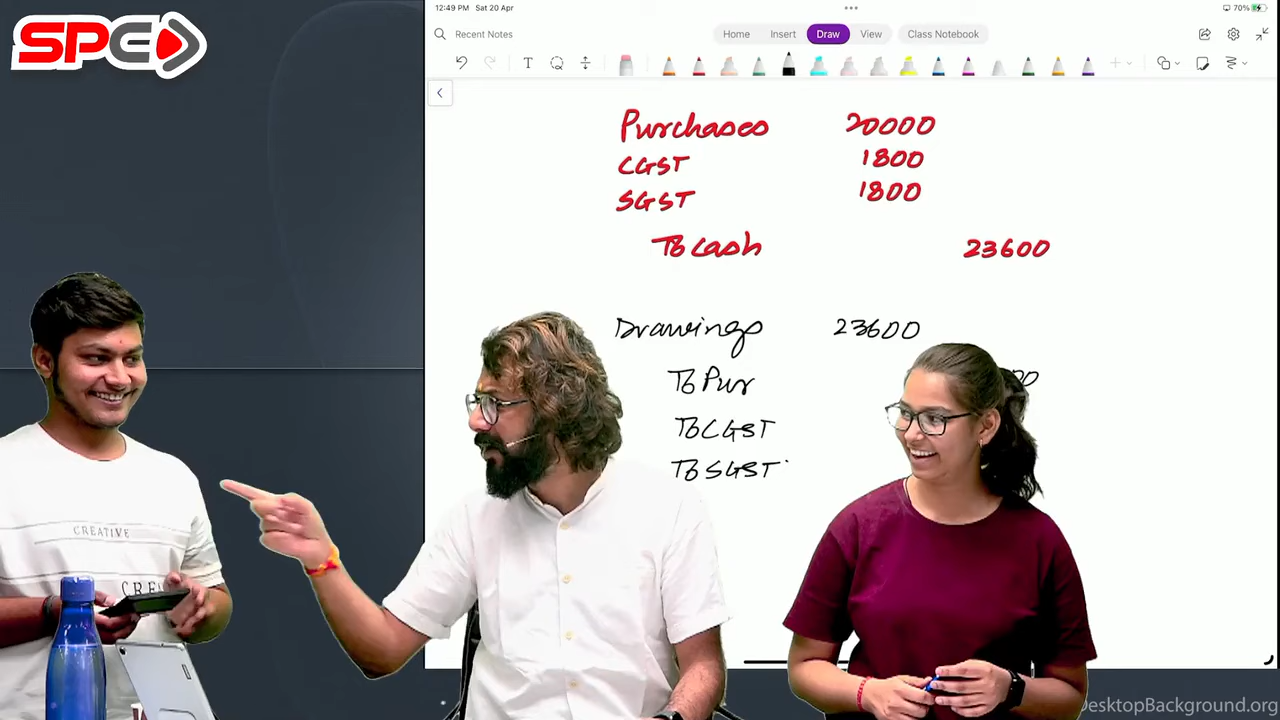 SPED
12:49 PM Sat 20 Apr
70%
Recent Notes
Home Insert Draw View Class Notebook
T
Purchases 20000
CGST 1800
SGST 1800
To Cash 23600
Drawings 23600
To Pur
To CGST
To SGST
CREATIVE
DesktopBackground.org